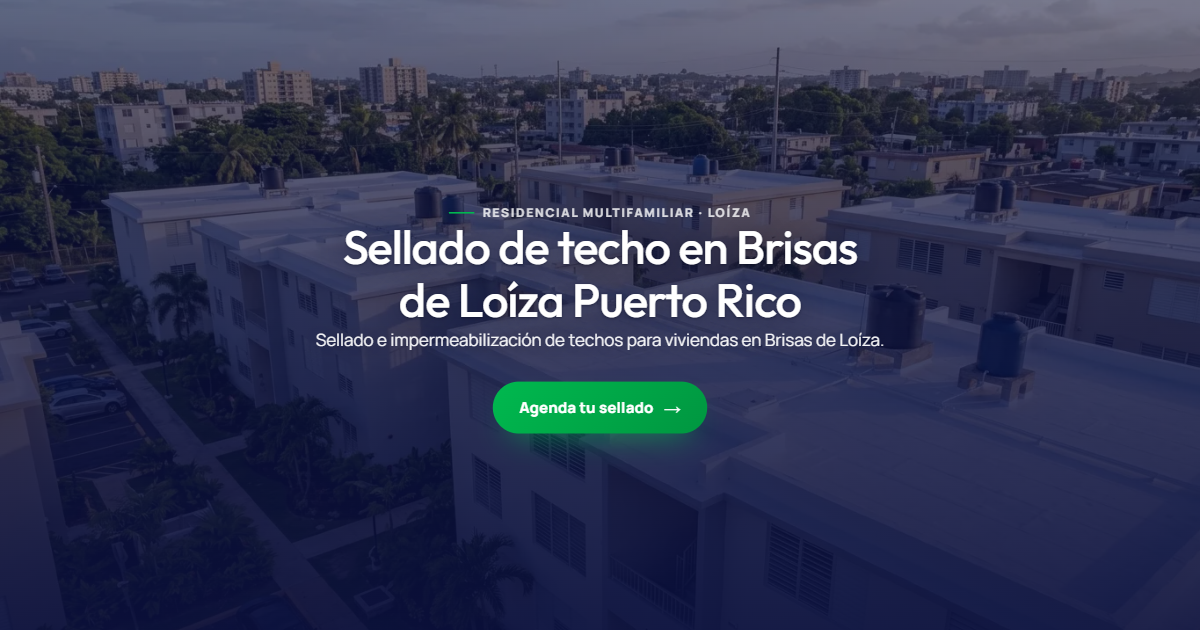 RESIDENCIAL MULTIFAMILIAR · LOÍZA
Sellado de techo en Brisas
de Loíza Puerto Rico
Sellado e impermeabilización de techos para viviendas en Brisas de Loíza.
Agenda tu sellado →